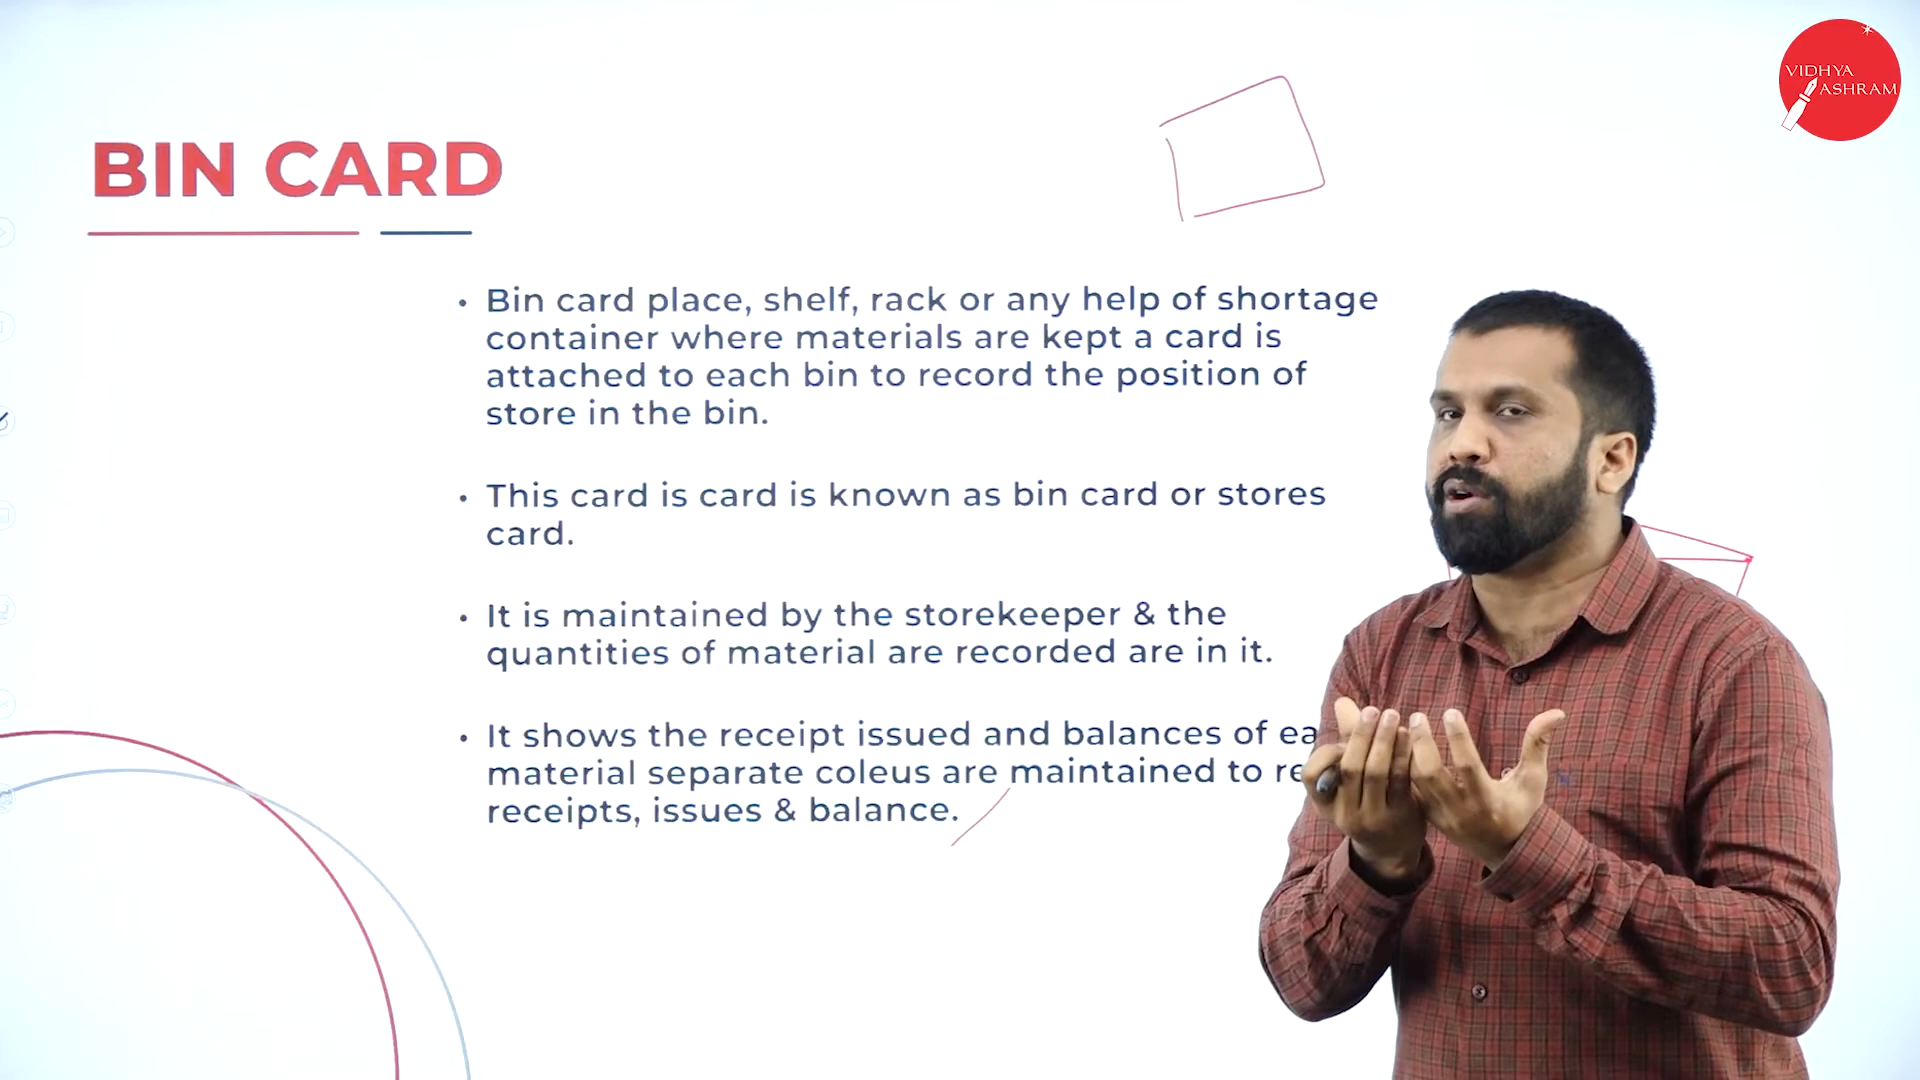 VIDHYA
ASHRAM
BIN CARD
• Bin card place, shelf, rack or any help of shortage
container where materials are kept a card is
attached to each bin to record the position of
store in the bin.
• This card is card is known as bin card or stores
card.
• It is maintained by the storekeeper & the
quantities of material are recorded are in it.
• It shows the receipt issued and balances of
material separate coleus are maintained to
receipts, issues & balance.